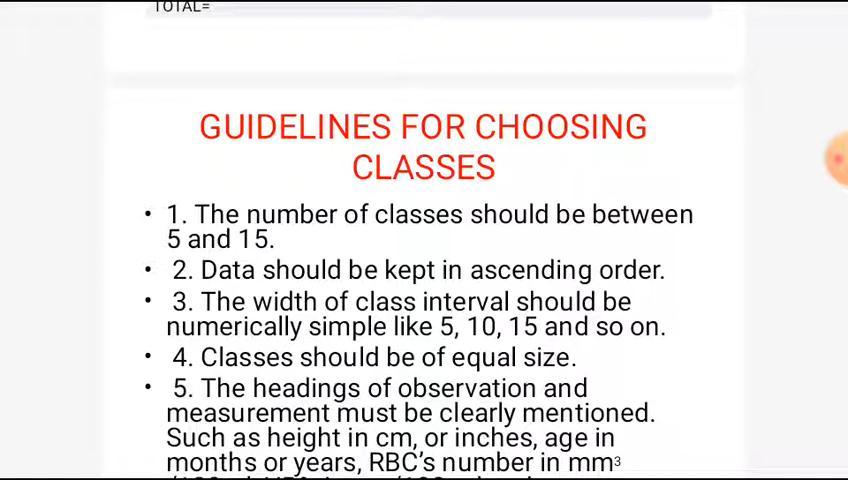 TOTAL=
GUIDELINES FOR CHOOSING
CLASSES
• 1. The number of classes should be between
5 and 15.
• 2. Data should be kept in ascending order.
• 3. The width of class interval should be
numerically simple like 5, 10, 15 and so on.
• 4. Classes should be of equal size.
• 5. The headings of observation and
measurement must be clearly mentioned.
Such as height in cm, or inches, age in
months or years, RBC’s number in mm³